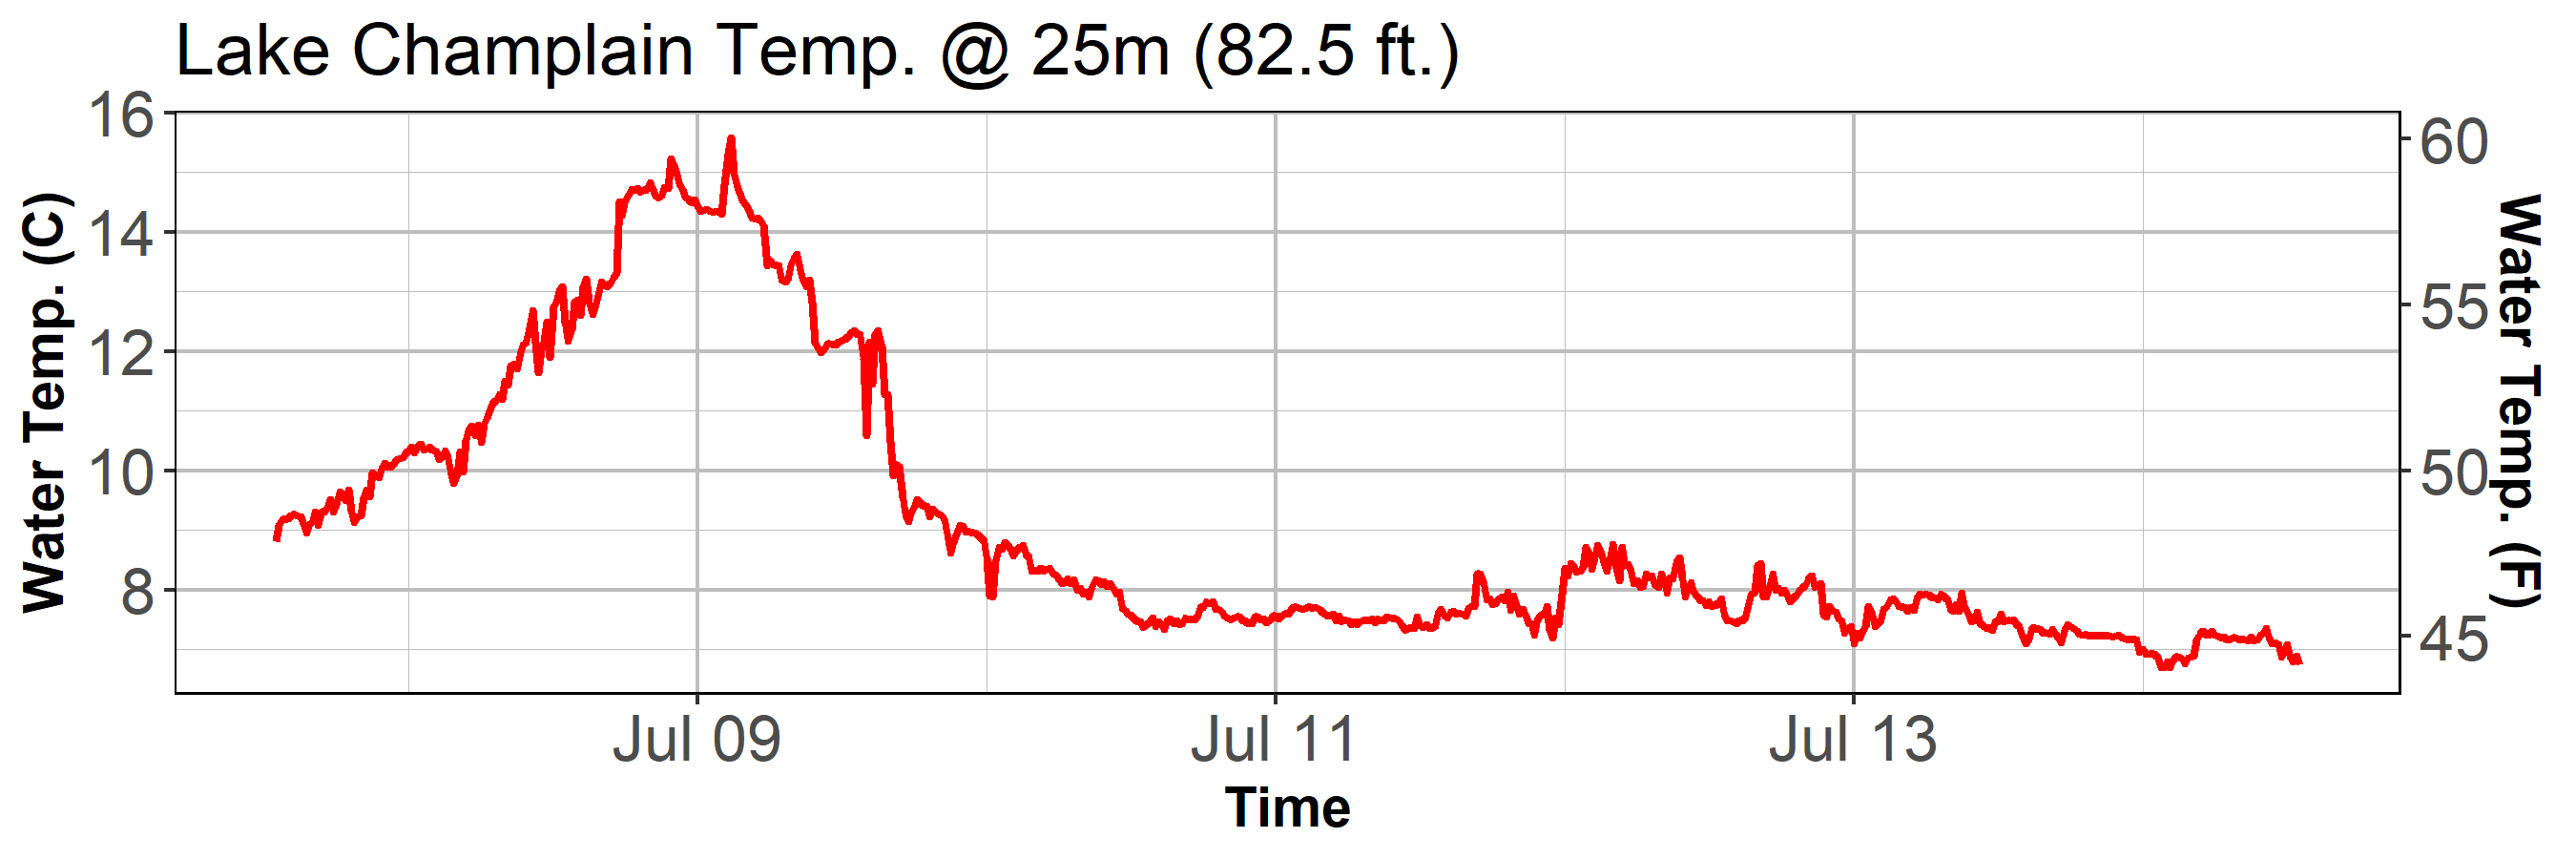 Lake Champlain Temp. @ 25m (82.5 ft.)
Water Temp. (C)
16
14
12
10
8
60
55
50
45
Water Temp. (F)
Jul 09
Jul 11
Jul 13
Time